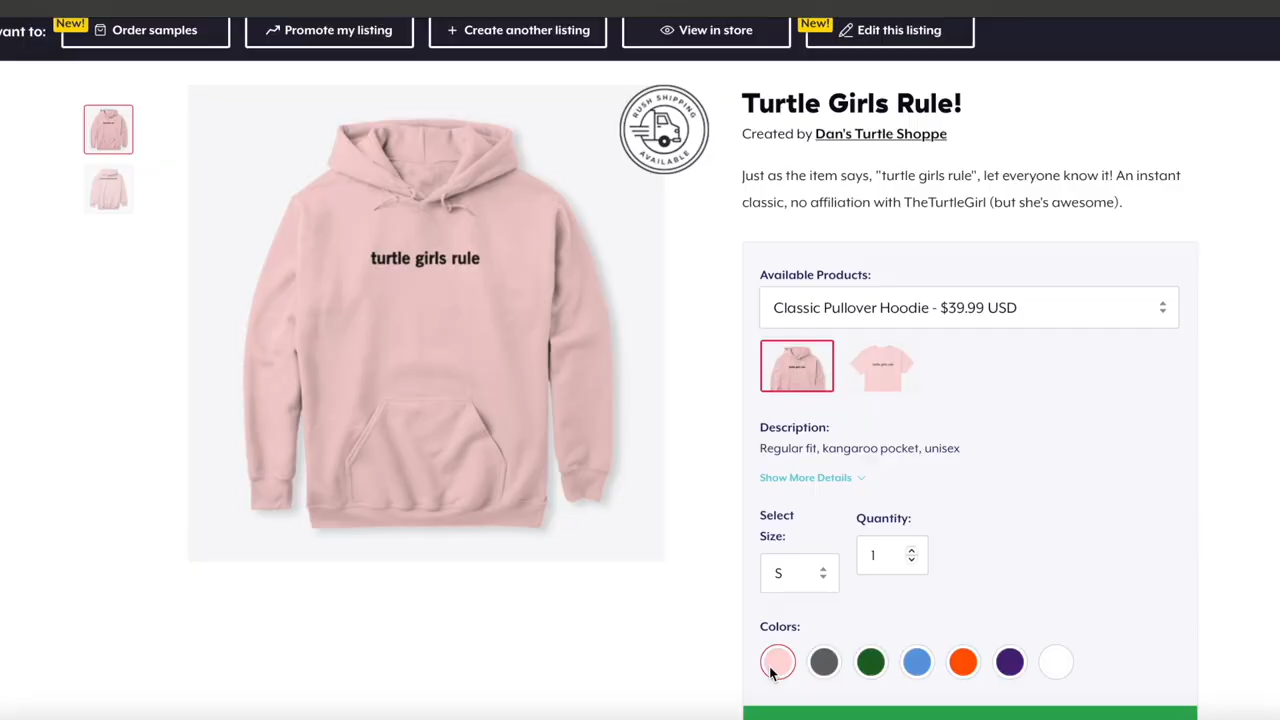 want to:
New!
Order samples
Promote my listing
+ Create another listing
View in store
New!
Edit this listing
RUSH SHIPPING
AVAILABLE
turtle girls rule
Turtle Girls Rule!
Created by Dan's Turtle Shoppe
Just as the item says, "turtle girls rule", let everyone know it! An instant
classic, no affiliation with TheTurtleGirl (but she's awesome).
Available Products:
Classic Pullover Hoodie - $39.99 USD
Description:
Regular fit, kangaroo pocket, unisex
Show More Details
Select
Size:
Quantity:
S
1
Colors: